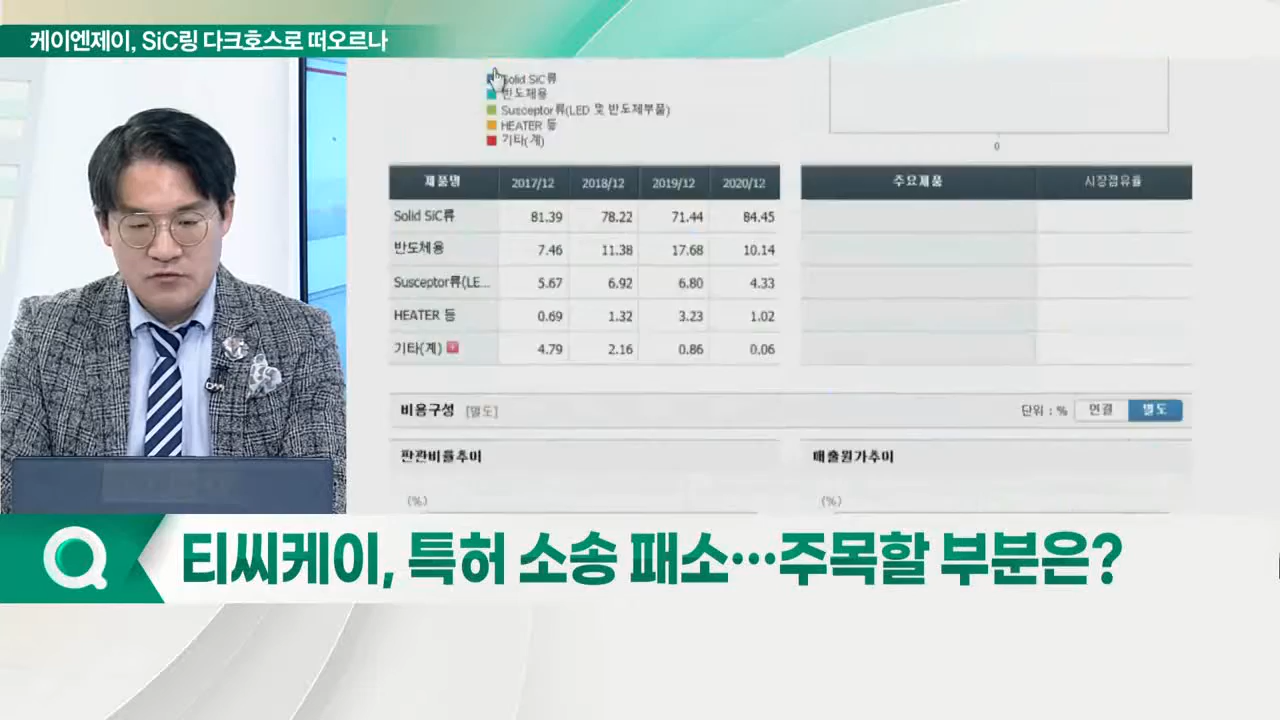 케이엔제이, SiC링 다크호스로 떠오르나
Solid SiC류
반도체용
Susceptor류(LED 및 반도체부품)
HEATER 등
기타(계)
0
제품명 2017/12 2018/12 2019/12 2020/12
Solid SiC류 81.39 78.22 71.44 84.45
반도체용 7.46 11.38 17.68 10.14
Susceptor류(LE... 5.67 6.92 6.80 4.33
HEATER 등 0.69 1.32 3.23 1.02
기타(계) 4.79 2.16 0.86 0.06
주요제품 시장점유율
비용구성 [별도] 단위 : % 연결 별도
판관비율추이 매출원가추이
(%) (%)
티씨케이, 특허 소송 패소…주목할 부분은?